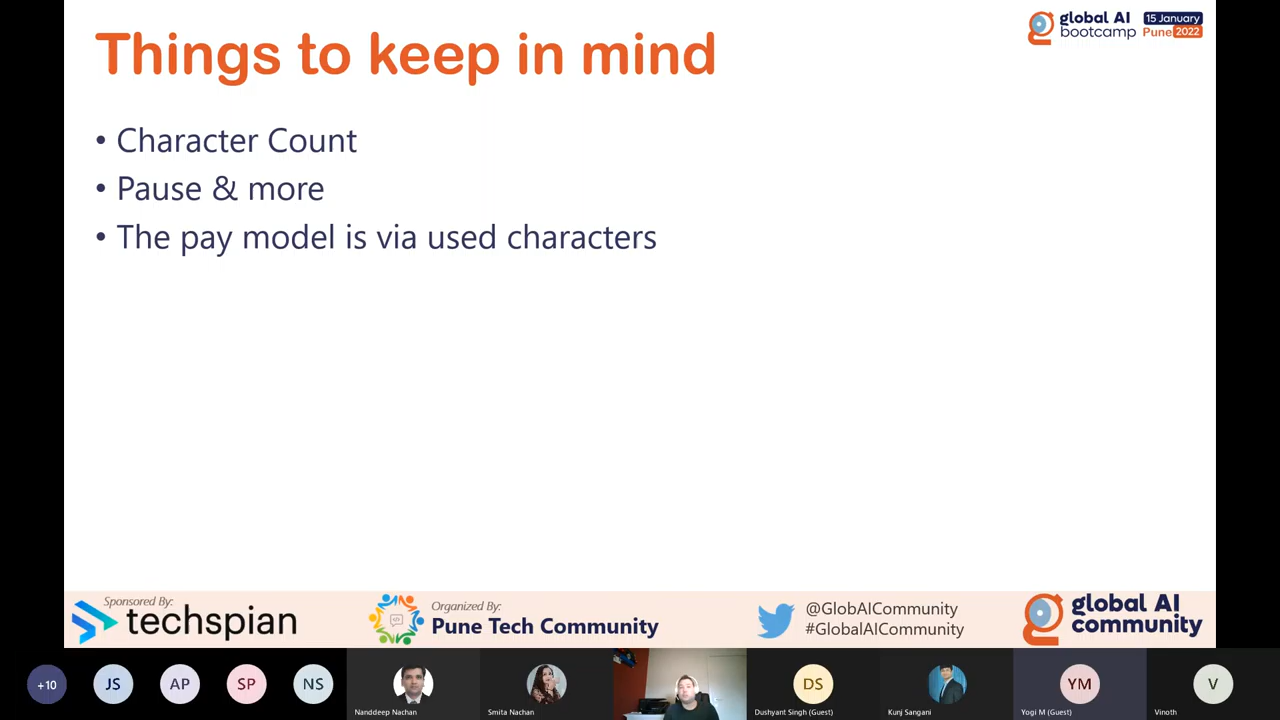 Things to keep in mind
global AI
bootcamp
15 January
Pune 2022
• Character Count
• Pause & more
• The pay model is via used characters
Sponsored By:
techspian
Organized By:
Pune Tech Community
@GlobAICommunity
#GlobalAICommunity
global AI
community
+10
JS
AP
SP
NS
Nanddeep Nachan
Smita Nachan
DS
Dushyant Singh (Guest)
Kunj Sangani
YM
Yogi M (Guest)
V
Vinoth